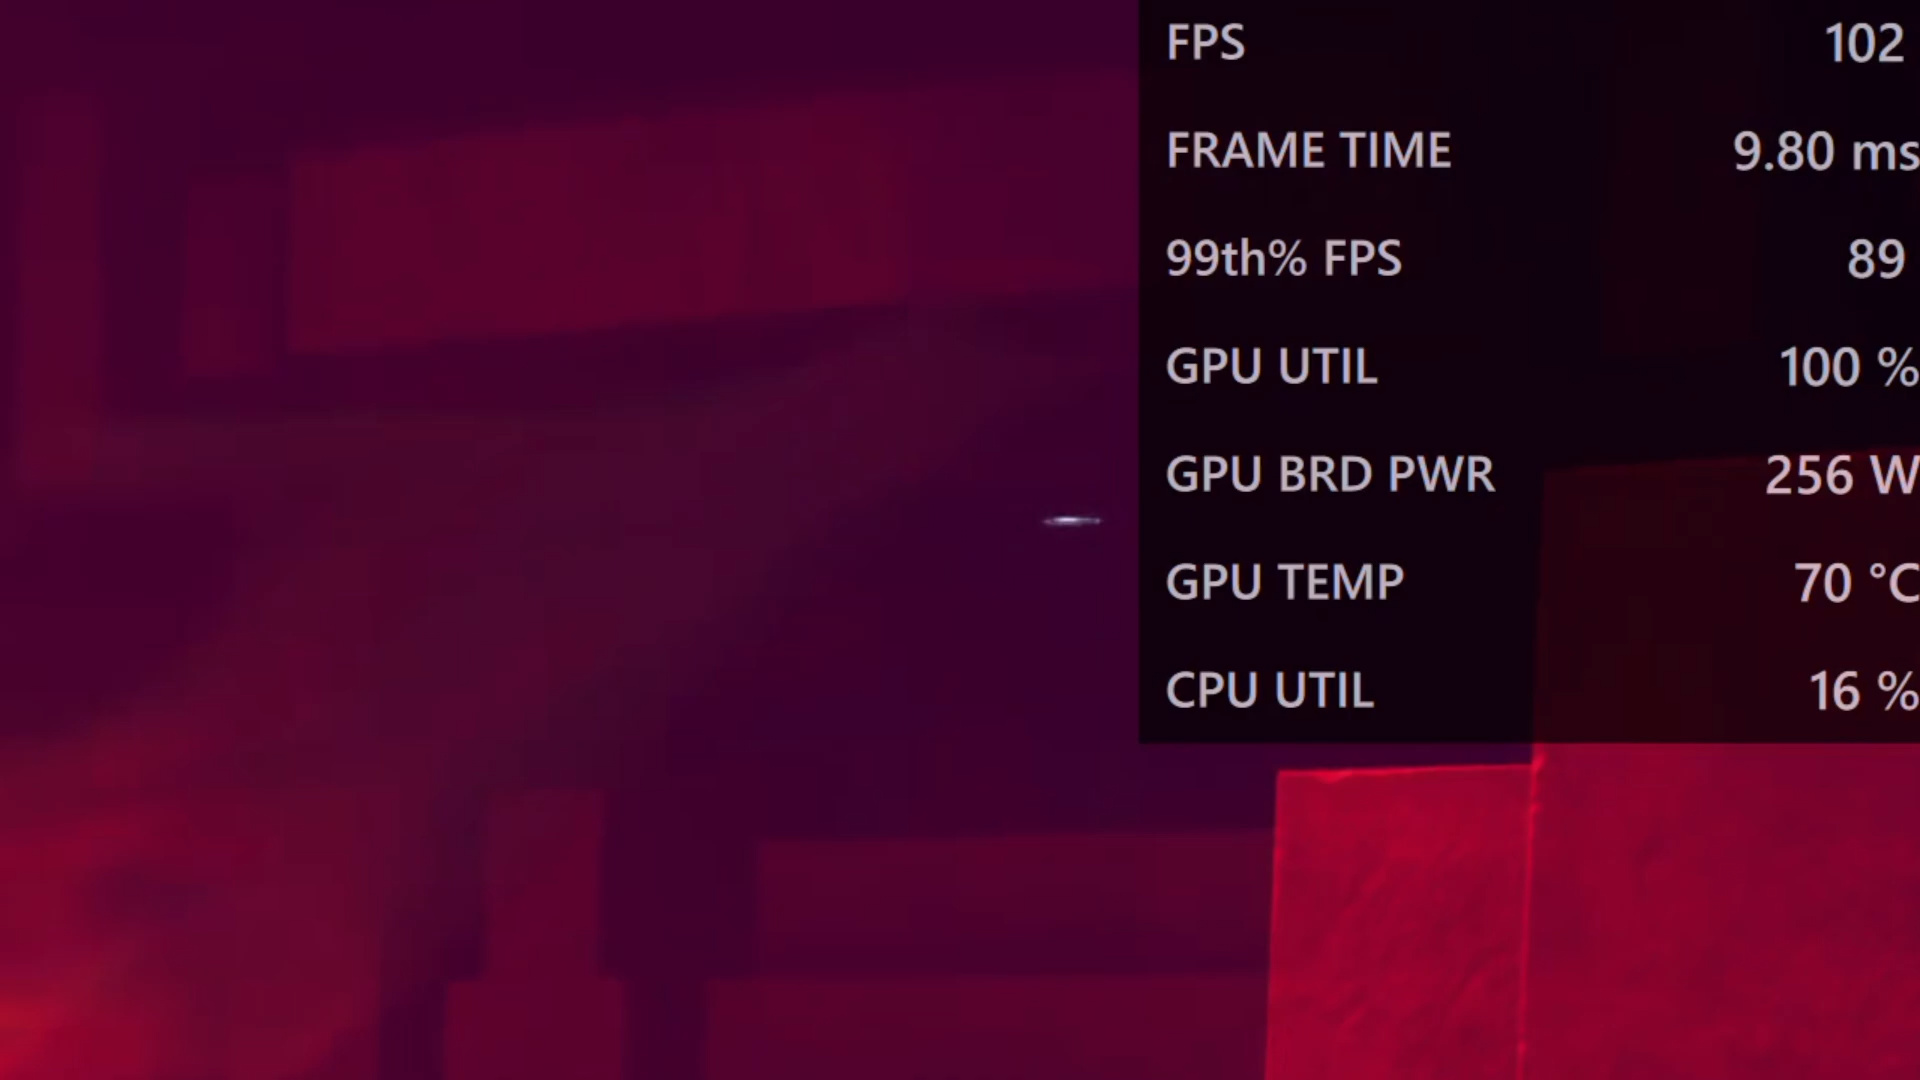 FPS 102
FRAME TIME 9.80 ms
99th% FPS 89
GPU UTIL 100 %
GPU BRD PWR 256 W
GPU TEMP 70 °C
CPU UTIL 16 %